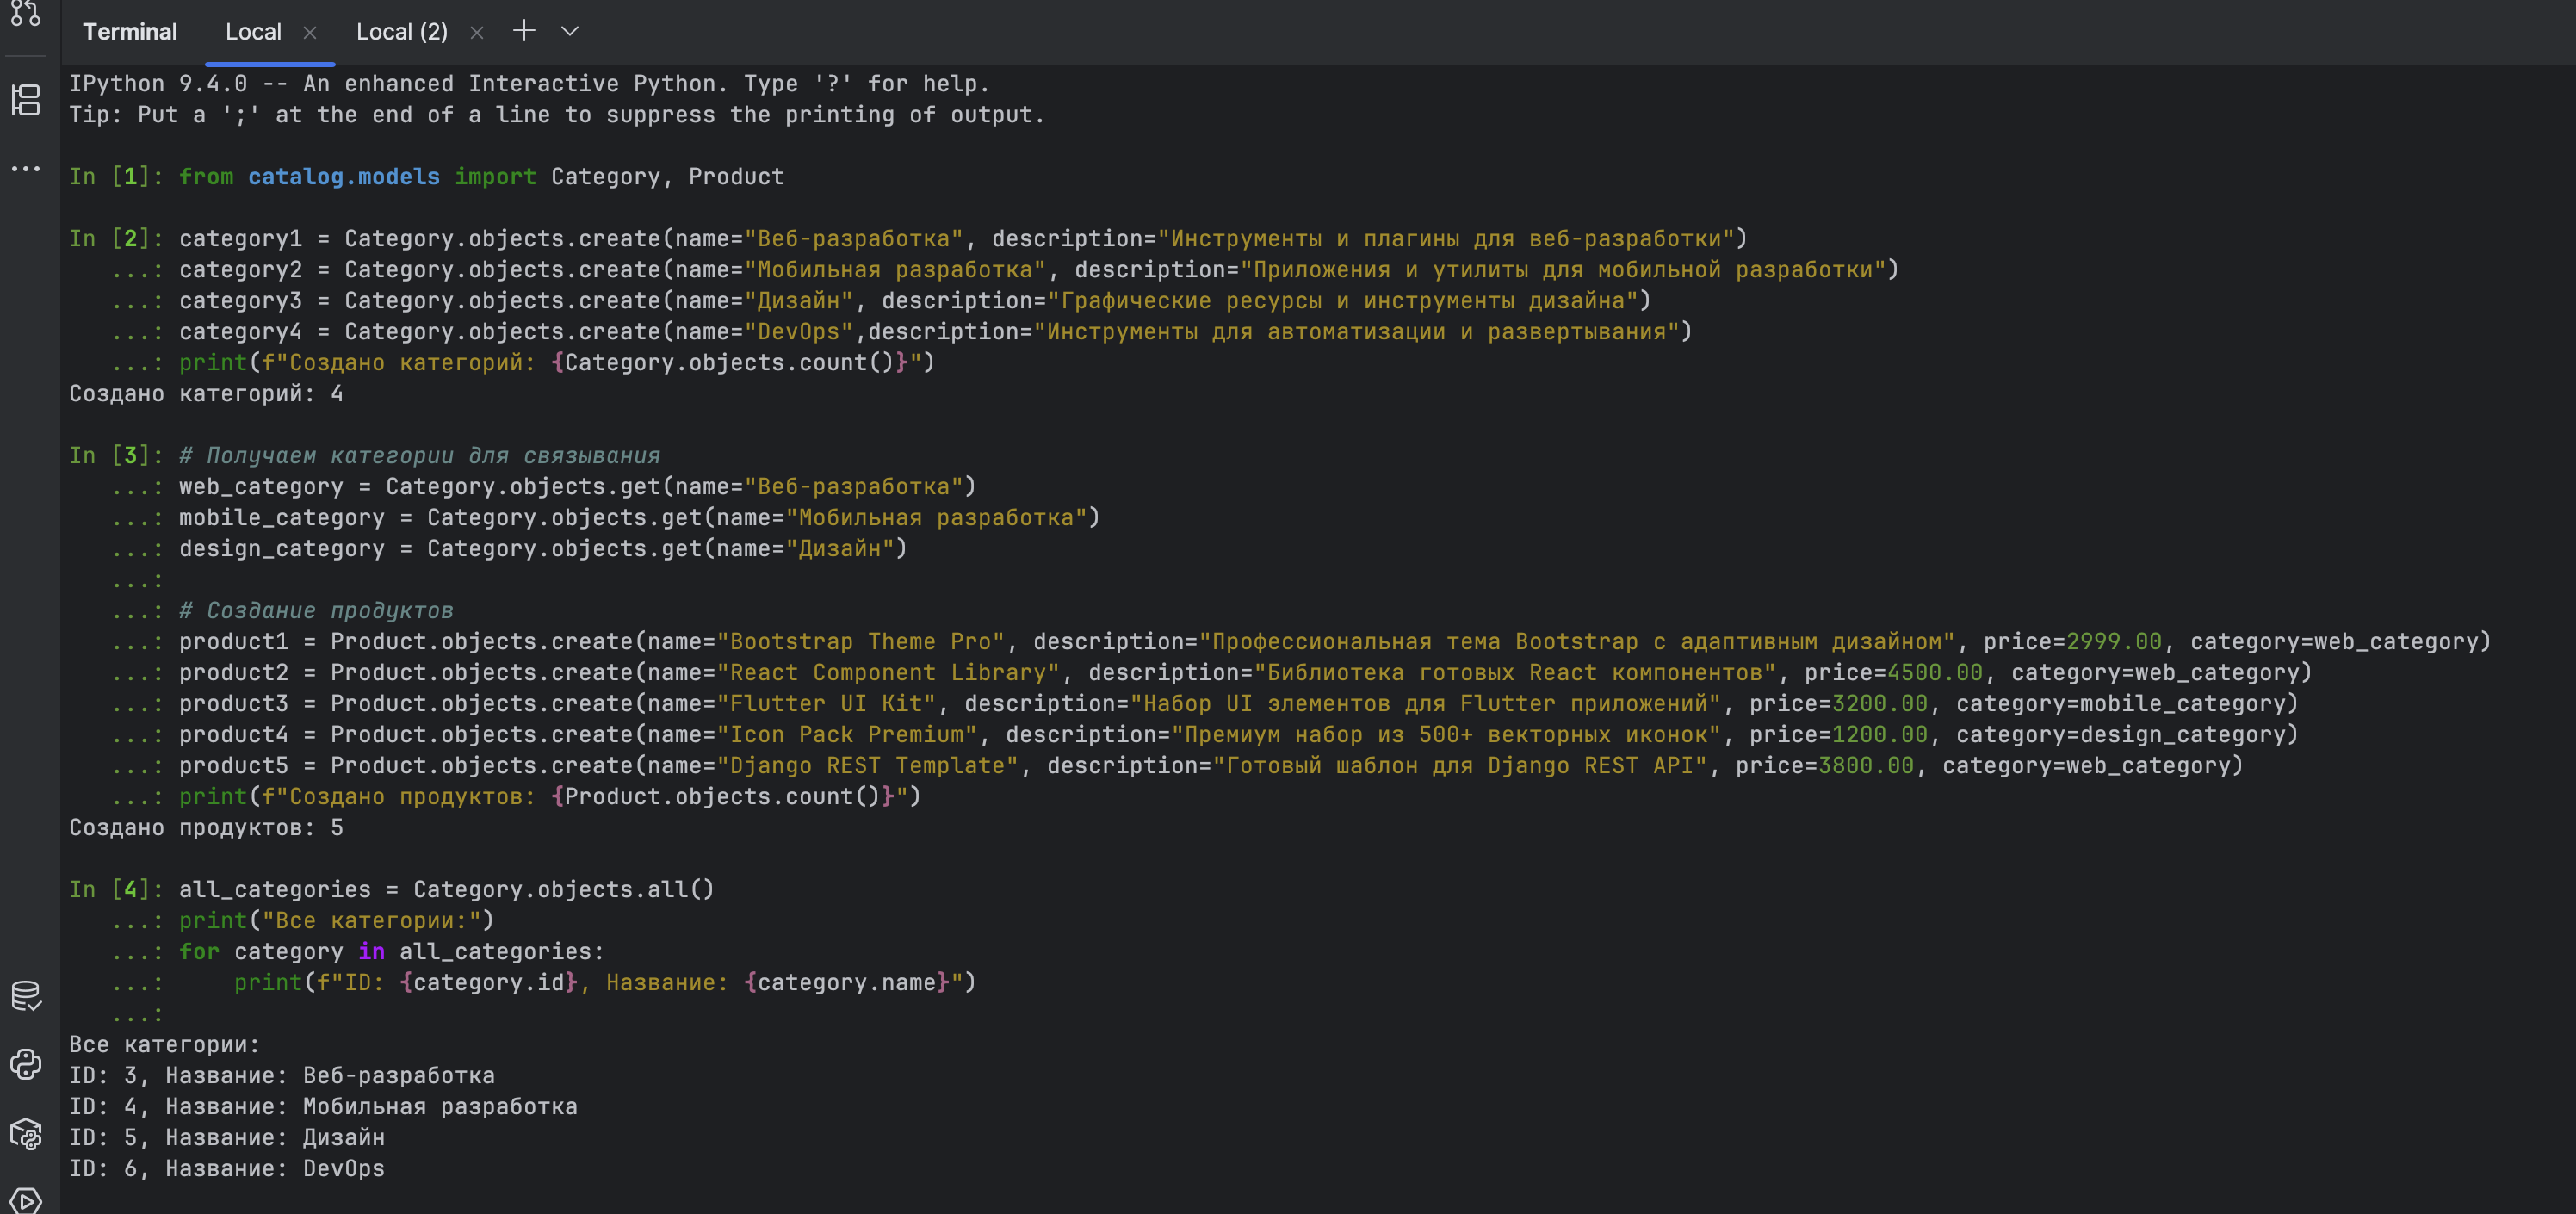 Terminal Local × Local (2) × +
IPython 9.4.0 -- An enhanced Interactive Python. Type '?' for help.
Tip: Put a ';' at the end of a line to suppress the printing of output.
In [1]: from catalog.models import Category, Product
In [2]: category1 = Category.objects.create(name="Веб-разработка", description="Инструменты и плагины для веб-разработки")
   ...: category2 = Category.objects.create(name="Мобильная разработка", description="Приложения и утилиты для мобильной разработки")
   ...: category3 = Category.objects.create(name="Дизайн", description="Графические ресурсы и инструменты дизайна")
   ...: category4 = Category.objects.create(name="DevOps",description="Инструменты для автоматизации и развертывания")
   ...: print(f"Создано категорий: {Category.objects.count()}")
Создано категорий: 4
In [3]: # Получаем категории для связывания
   ...: web_category = Category.objects.get(name="Веб-разработка")
   ...: mobile_category = Category.objects.get(name="Мобильная разработка")
   ...: design_category = Category.objects.get(name="Дизайн")
   ...:
   ...: # Создание продуктов
   ...: product1 = Product.objects.create(name="Bootstrap Theme Pro", description="Профессиональная тема Bootstrap с адаптивным дизайном", price=2999.00, category=web_category)
   ...: product2 = Product.objects.create(name="React Component Library", description="Библиотека готовых React компонентов", price=4500.00, category=web_category)
   ...: product3 = Product.objects.create(name="Flutter UI Kit", description="Набор UI элементов для Flutter приложений", price=3200.00, category=mobile_category)
   ...: product4 = Product.objects.create(name="Icon Pack Premium", description="Премиум набор из 500+ векторных иконок", price=1200.00, category=design_category)
   ...: product5 = Product.objects.create(name="Django REST Template", description="Готовый шаблон для Django REST API", price=3800.00, category=web_category)
   ...: print(f"Создано продуктов: {Product.objects.count()}")
Создано продуктов: 5
In [4]: all_categories = Category.objects.all()
   ...: print("Все категории:")
   ...: for category in all_categories:
   ...:     print(f"ID: {category.id}, Название: {category.name}")
   ...:
Все категории:
ID: 3, Название: Веб-разработка
ID: 4, Название: Мобильная разработка
ID: 5, Название: Дизайн
ID: 6, Название: DevOps